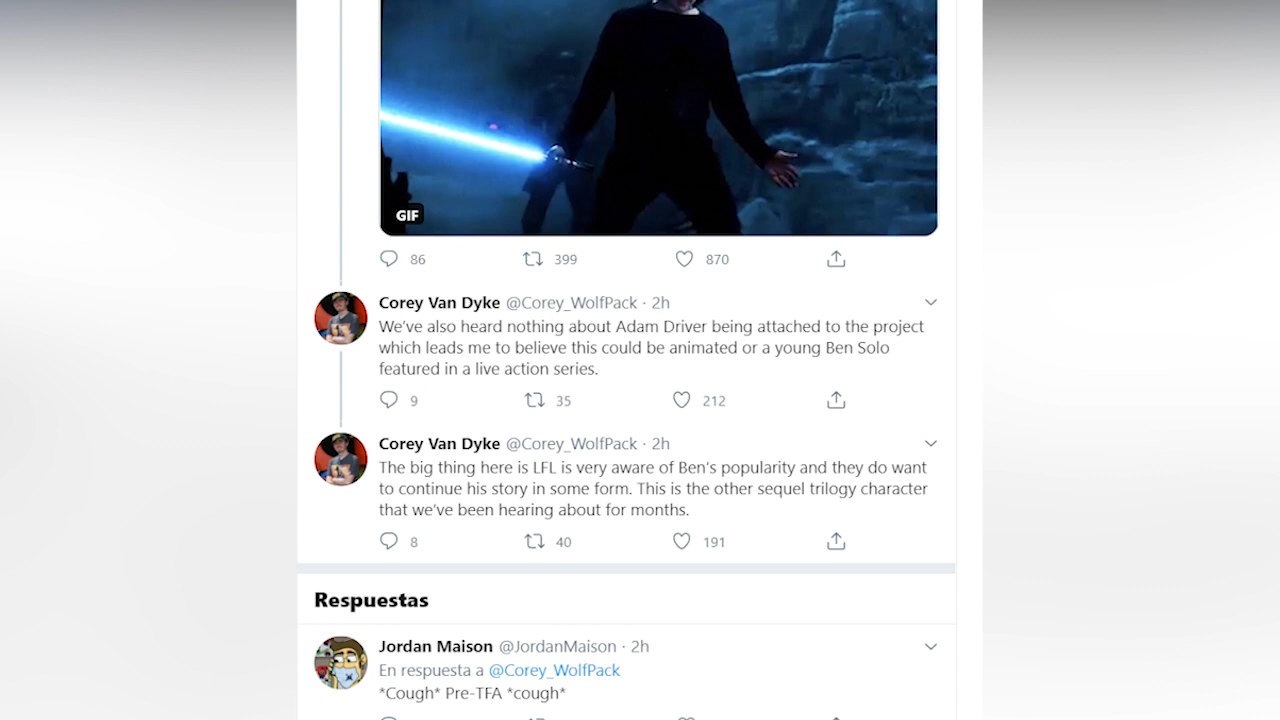 GIF
86 399 870
Corey Van Dyke @Corey_WolfPack · 2h
We've also heard nothing about Adam Driver being attached to the project
which leads me to believe this could be animated or a young Ben Solo
featured in a live action series.
9 35 212
Corey Van Dyke @Corey_WolfPack · 2h
The big thing here is LFL is very aware of Ben's popularity and they do want
to continue his story in some form. This is the other sequel trilogy character
that we've been hearing about for months.
8 40 191
Respuestas
Jordan Maison @JordanMaison · 2h
En respuesta a @Corey_WolfPack
*Cough* Pre-TFA *cough*